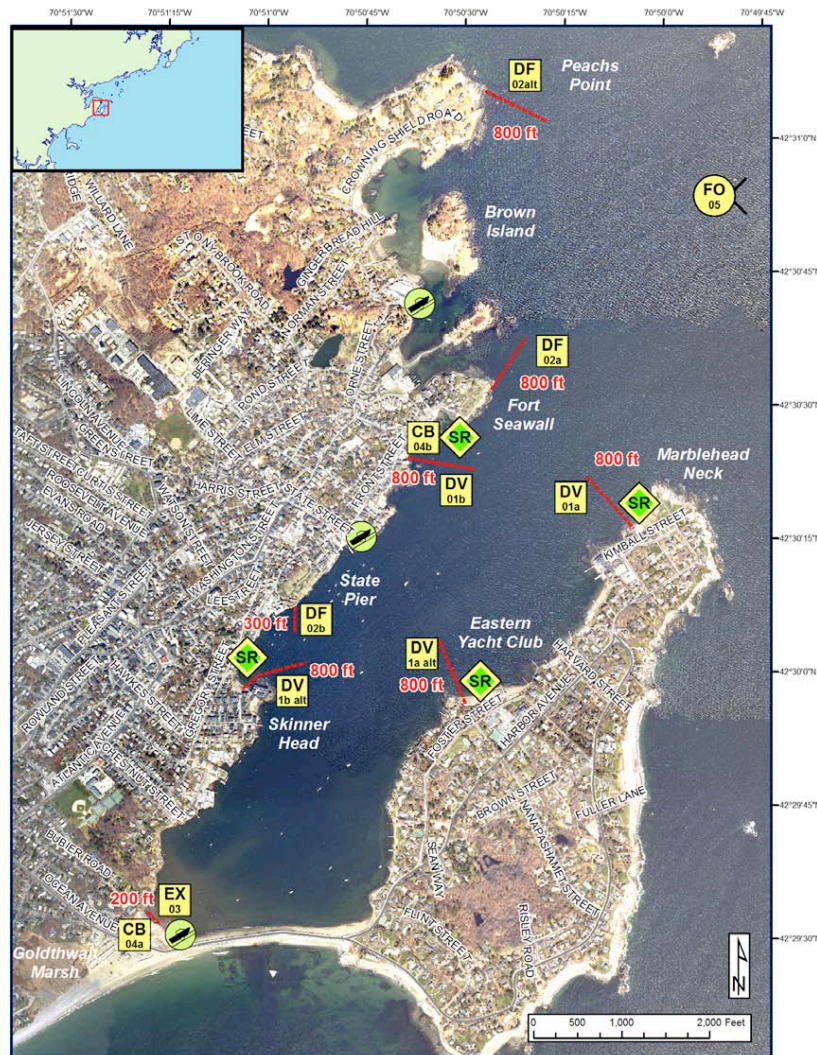 70°51'30"W
70°51'15"W
70°51'0"W
70°50'45"W
70°50'30"W
70°50'15"W
70°50'0"W
70°49'45"W
DF
02alt
Peachs
Point
800 ft
CROWNING SHIELD ROAD
42°31'0"N
FO
05
WILLARD LANE
STONYBROOK ROAD
GINGERBREAD HILL
NORMAN STREET
BERINGER WAY
Brown
Island
42°30'45"N
POND STREET
ORNE STREET
DF
02a
800 ft
Fort
Seawall
42°30'30"N
LINCOLN AVENUE
GREEN STREET
LIME STREET
ELM STREET
CB
04b
SR
800 ft
DV
01b
FRONT STREET
Marblehead
Neck
800 ft
DV
01a
SR
KIMBALL STREET
TAFT STREET
CURTIS STREET
ROOSEVELT AVENUE
EVANS ROAD
WATSON STREET
HARRIS STREET
STATE STREET
42°30'15"N
JERSEY STREET
PLEASANT STREET
WASHINGTON STREET
LEE STREET
State
Pier
300 ft
DF
02b
Eastern
Yacht Club
DV
1a alt
800 ft
SR
HARVARD STREET
SR
800 ft
DV
1b alt
Skinner
Head
42°30'0"N
ROWLAND STREET
HAWKES STREET
GREGORY STREET
ATLANTIC AVENUE
CHESTNUT STREET
FOSTER STREET
HARBOR AVENUE
BROWN STREET
FULLER LANE
NANAPASHAMET STREET
42°29'45"N
BUBIER ROAD
OCEAN AVENUE
SEAN WAY
FLINT STREET
RISLEY ROAD
200 ft
EX
03
CB
04a
Goldthwait
Marsh
42°29'30"N
N
0 500 1,000 2,000 Feet